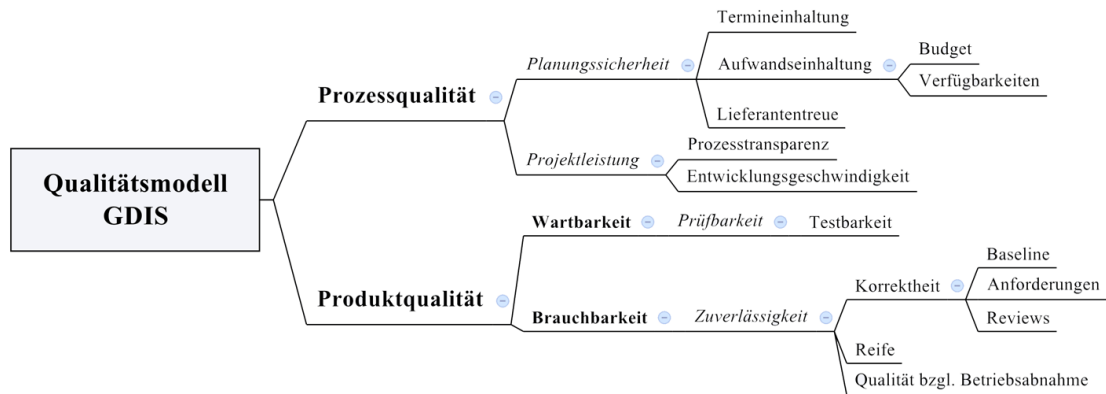 Qualitätsmodell
GDIS
Prozessqualität
Planungssicherheit
Termineinhaltung
Aufwandseinhaltung
Budget
Verfügbarkeiten
Lieferantentreue
Projektleistung
Prozesstransparenz
Entwicklungsgeschwindigkeit
Produktqualität
Wartbarkeit
Prüfbarkeit
Testbarkeit
Brauchbarkeit
Zuverlässigkeit
Korrektheit
Baseline
Anforderungen
Reviews
Reife
Qualität bzgl. Betriebsabnahme